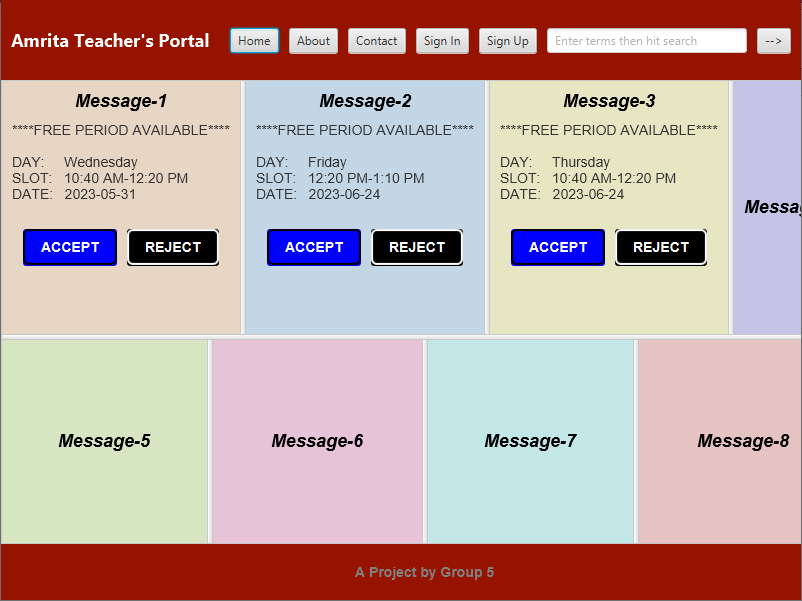 Amrita Teacher's Portal Home About Contact Sign In Sign Up Enter terms then hit search -->
Message-1
****FREE PERIOD AVAILABLE****
DAY: Wednesday
SLOT: 10:40 AM-12:20 PM
DATE: 2023-05-31
ACCEPT REJECT
Message-2
****FREE PERIOD AVAILABLE****
DAY: Friday
SLOT: 12:20 PM-1:10 PM
DATE: 2023-06-24
ACCEPT REJECT
Message-3
****FREE PERIOD AVAILABLE****
DAY: Thursday
SLOT: 10:40 AM-12:20 PM
DATE: 2023-06-24
ACCEPT REJECT
Message-5
Message-6
Message-7
Message-8
A Project by Group 5